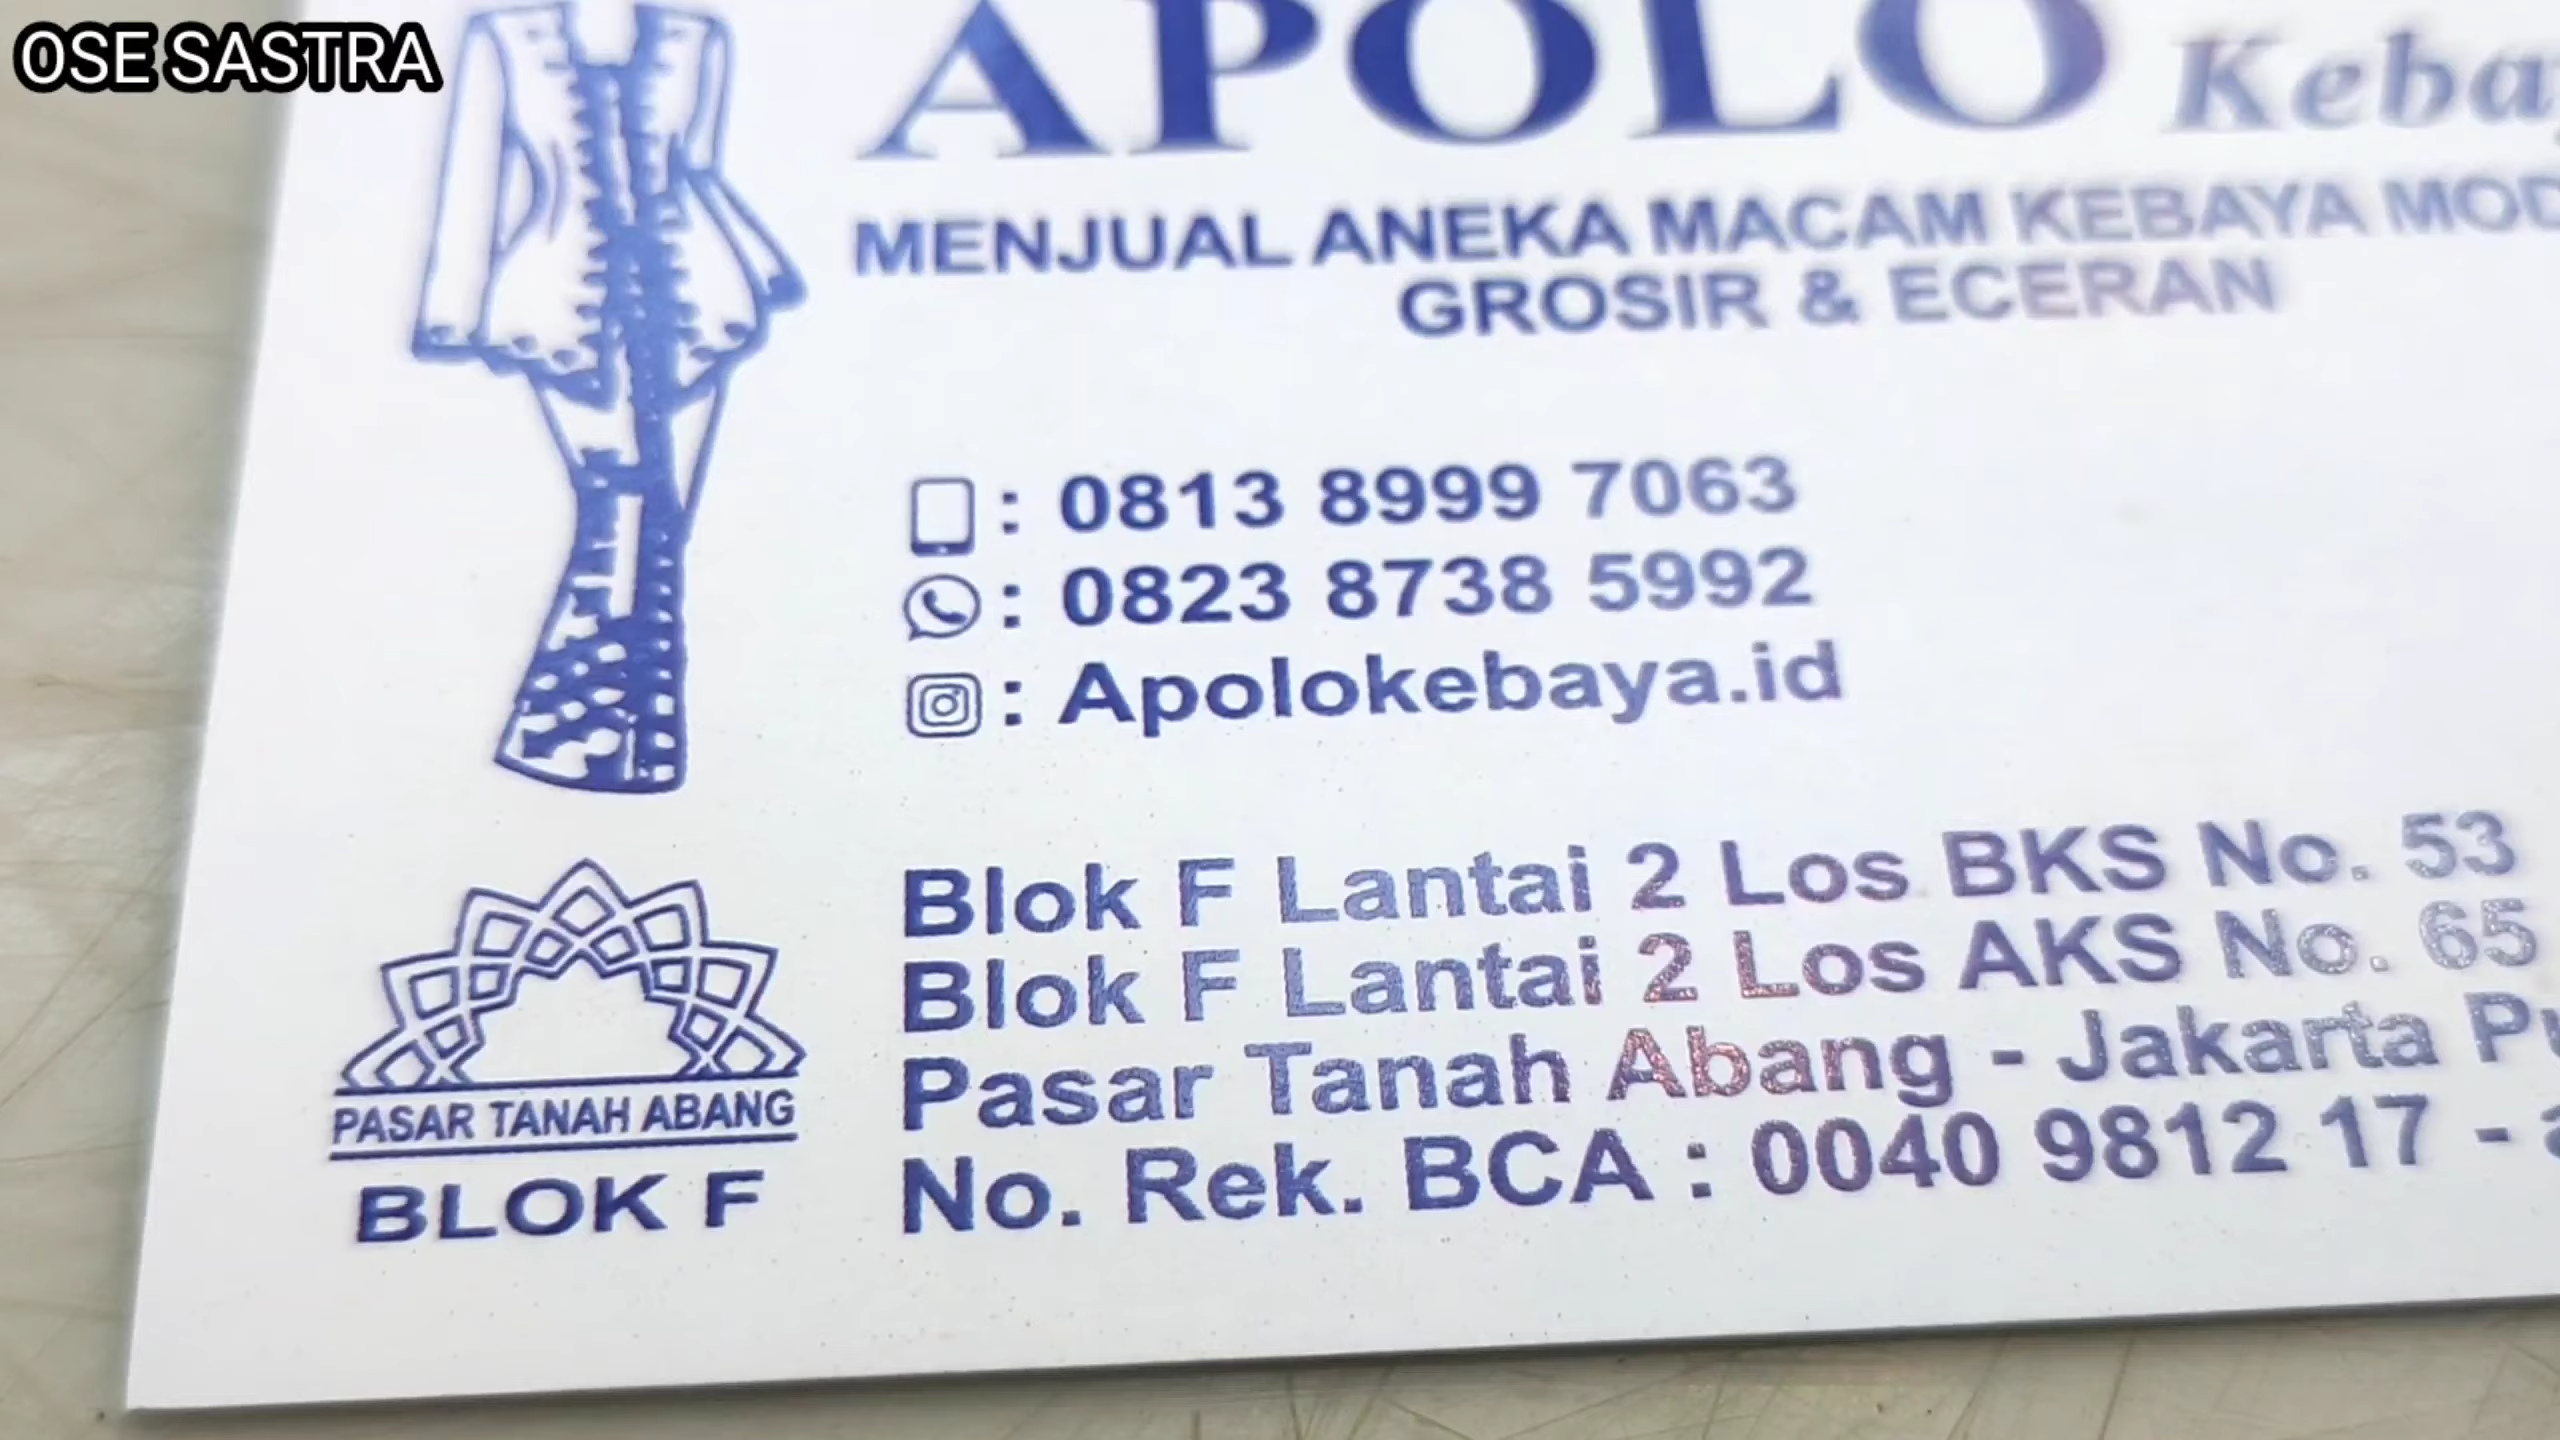 OSE SASTRA
APOLO
MENJUAL ANEKA MACAM KEBAYA
GROSIR & ECERAN
: 0813 8999 7063
: 0823 8738 5992
: Apolokebaya.id
Blok F Lantai 2 Los BKS No. 53
Blok F Lantai 2 Los AKS No. 65
Pasar Tanah Abang - Jakarta
No. Rek. BCA : 0040 9812 17 -
PASAR TANAH ABANG
BLOK F